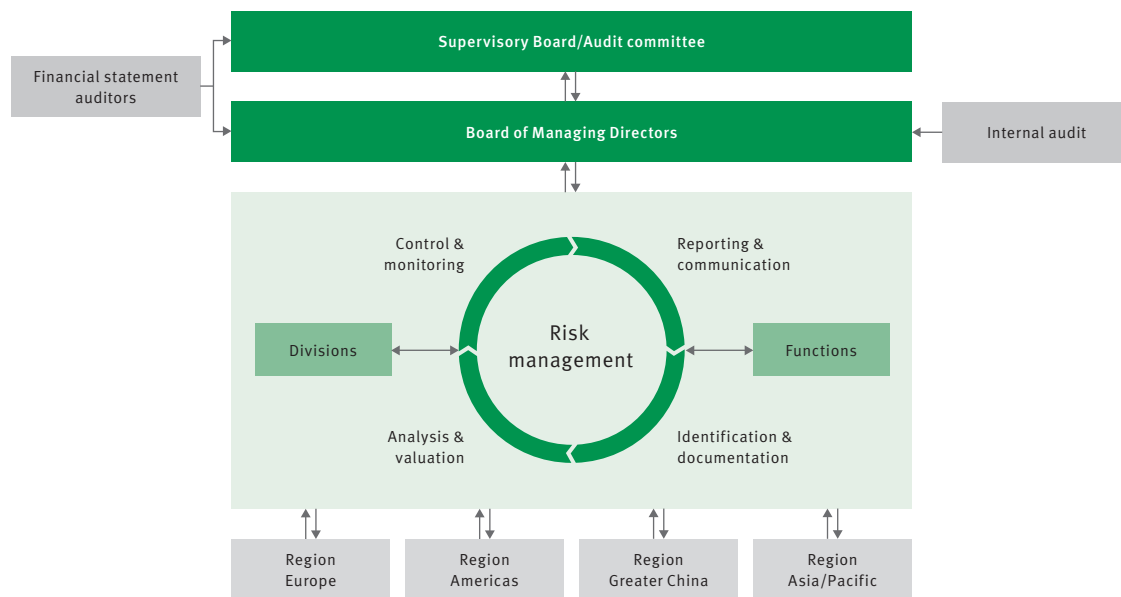 Supervisory Board/Audit committee
Financial statement
auditors
Board of Managing Directors
Internal audit
Control &
monitoring
Reporting &
communication
Divisions
Risk
management
Functions
Analysis &
valuation
Identification &
documentation
Region
Europe
Region
Americas
Region
Greater China
Region
Asia/Pacific